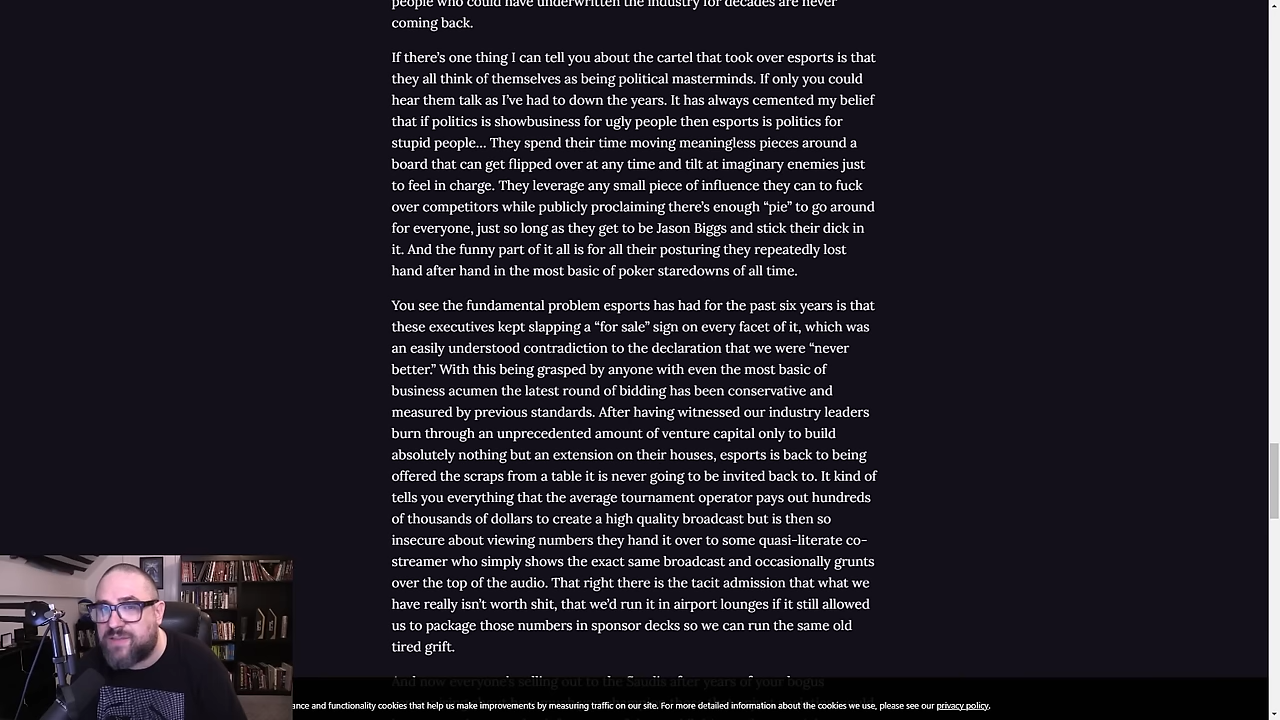 people who could have underwritten the industry for decades are never
coming back.
If there’s one thing I can tell you about the cartel that took over esports is that
they all think of themselves as being political masterminds. If only you could
hear them talk as I’ve had to down the years. It has always cemented my belief
that if politics is showbusiness for ugly people then esports is politics for
stupid people… They spend their time moving meaningless pieces around a
board that can get flipped over at any time and tilt at imaginary enemies just
to feel in charge. They leverage any small piece of influence they can to fuck
over competitors while publicly proclaiming there’s enough “pie” to go around
for everyone, just so long as they get to be Jason Biggs and stick their dick in
it. And the funny part of it all is for all their posturing they repeatedly lost
hand after hand in the most basic of poker staredowns of all time.
You see the fundamental problem esports has had for the past six years is that
these executives kept slapping a “for sale” sign on every facet of it, which was
an easily understood contradiction to the declaration that we were “never
better.” With this being grasped by anyone with even the most basic of
business acumen the latest round of bidding has been conservative and
measured by previous standards. After having witnessed our industry leaders
burn through an unprecedented amount of venture capital only to build
absolutely nothing but an extension on their houses, esports is back to being
offered the scraps from a table it is never going to be invited back to. It kind of
tells you everything that the average tournament operator pays out hundreds
of thousands of dollars to create a high quality broadcast but is then so
insecure about viewing numbers they hand it over to some quasi-literate co-
streamer who simply shows the exact same broadcast and occasionally grunts
over the top of the audio. That right there is the tacit admission that what we
have really isn’t worth shit, that we’d run it in airport lounges if it still allowed
us to package those numbers in sponsor decks so we can run the same old
tired grift.
And now everyone’s selling out to the Saudis after years of your bogus
ance and functionality cookies that help us make improvements by measuring traffic on our site. For more detailed information about the cookies we use, please see our privacy policy.